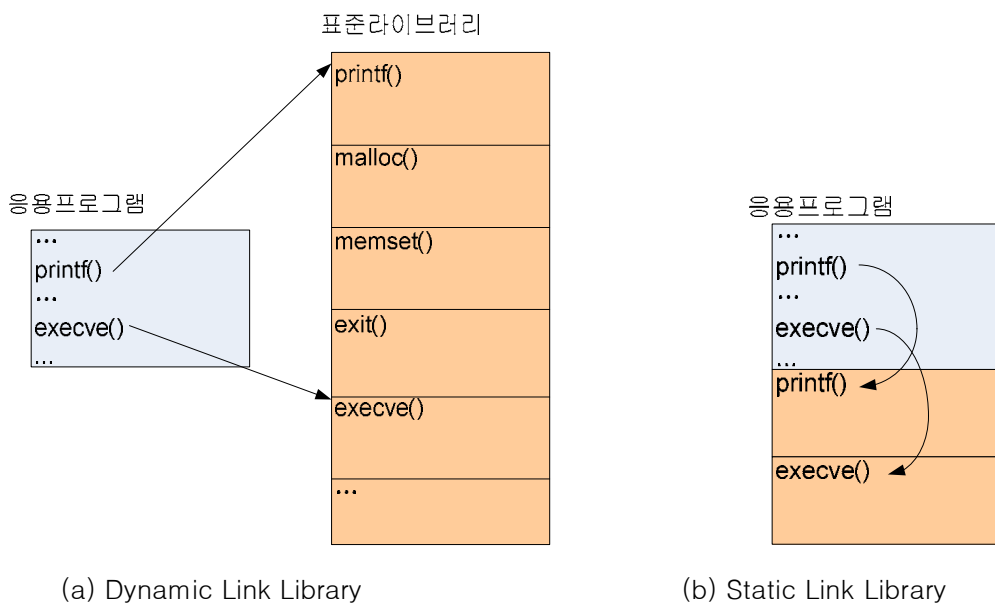 표준라이브러리
printf()
malloc()
memset()
exit()
execve()
...
응용프로그램
...
printf()
...
execve()
...
응용프로그램
...
printf()
...
execve()
...
printf()
execve()
(a) Dynamic Link Library
(b) Static Link Library